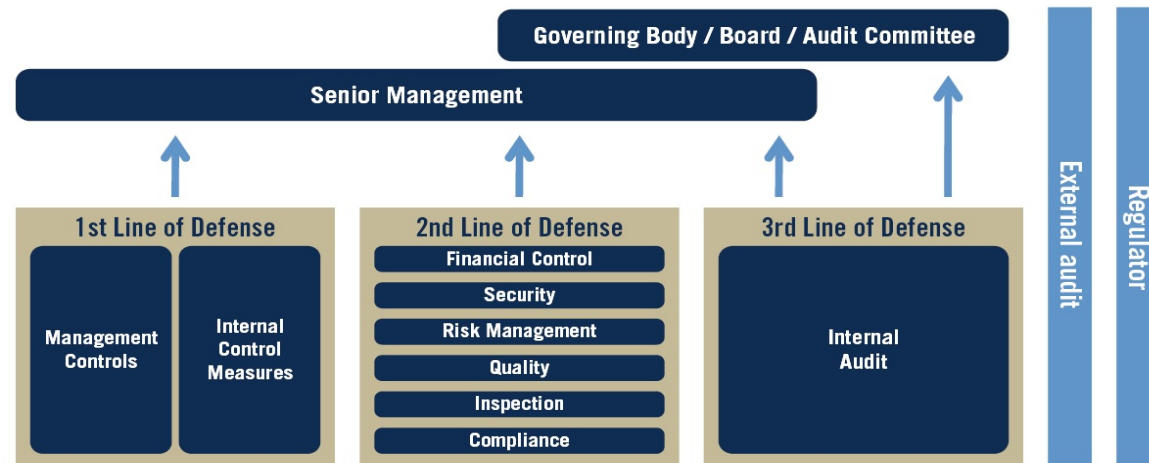 Governing Body / Board / Audit Committee
Senior Management
1st Line of Defense
Management
Controls
Internal
Control
Measures
2nd Line of Defense
Financial Control
Security
Risk Management
Quality
Inspection
Compliance
3rd Line of Defense
Internal
Audit
External audit
Regulator